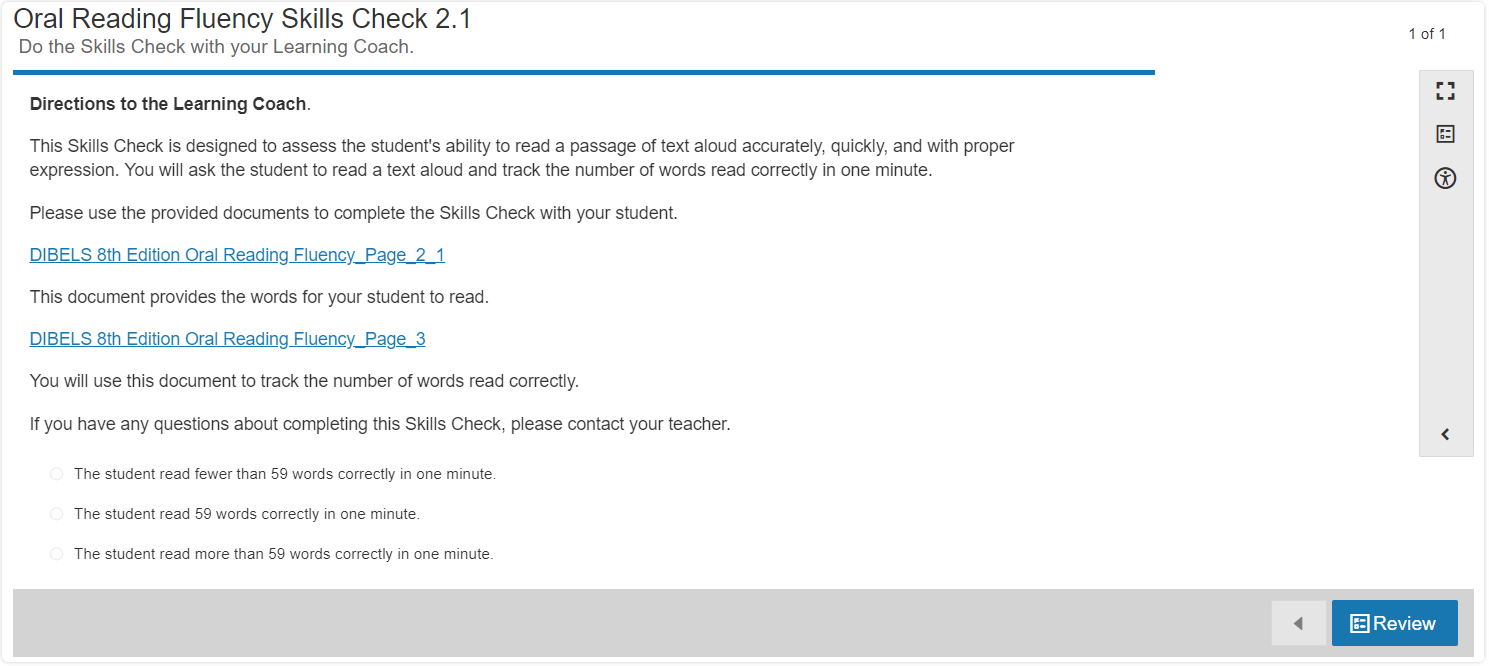 Oral Reading Fluency Skills Check 2.1
Do the Skills Check with your Learning Coach.
1 of 1
Directions to the Learning Coach.
This Skills Check is designed to assess the student's ability to read a passage of text aloud accurately, quickly, and with proper
expression. You will ask the student to read a text aloud and track the number of words read correctly in one minute.
Please use the provided documents to complete the Skills Check with your student.
DIBELS 8th Edition Oral Reading Fluency_Page_2_1
This document provides the words for your student to read.
DIBELS 8th Edition Oral Reading Fluency_Page_3
You will use this document to track the number of words read correctly.
If you have any questions about completing this Skills Check, please contact your teacher.
The student read fewer than 59 words correctly in one minute.
The student read 59 words correctly in one minute.
The student read more than 59 words correctly in one minute.
Review